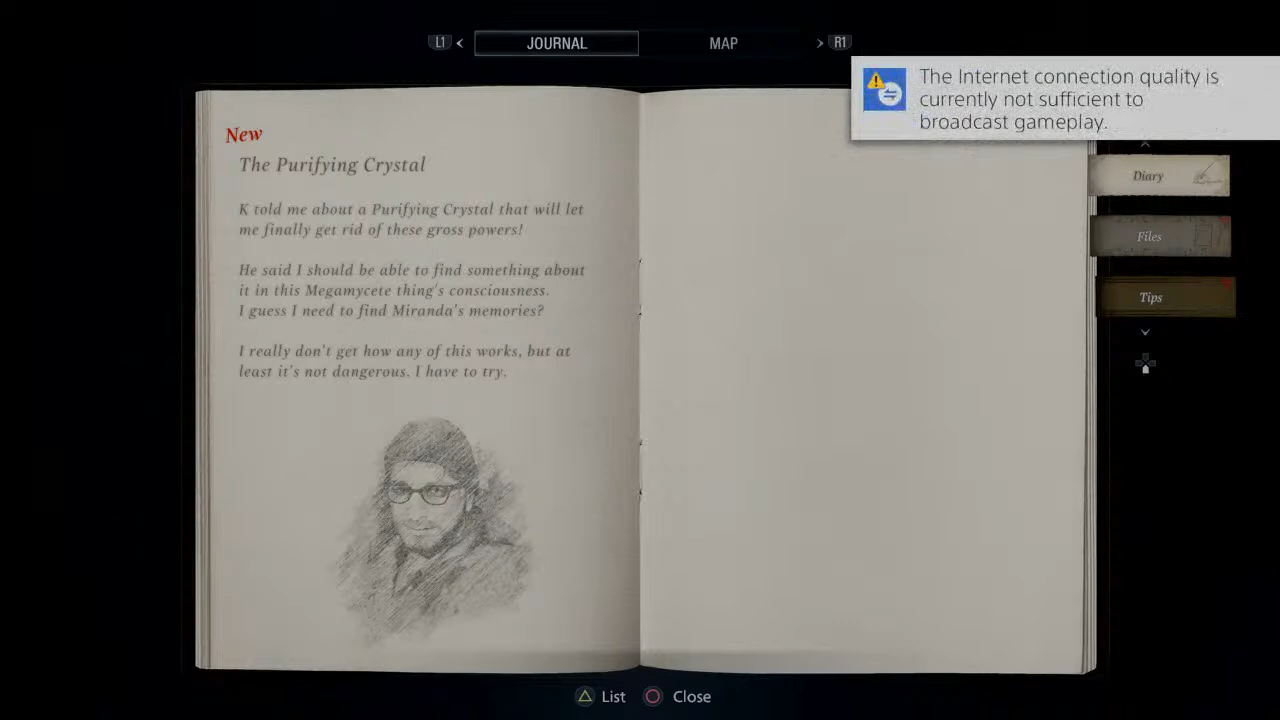 L1 < JOURNAL MAP > R1
The Internet connection quality is
currently not sufficient to
broadcast gameplay.
New
The Purifying Crystal
K told me about a Purifying Crystal that will let
me finally get rid of these gross powers!
He said I should be able to find something about
it in this Megamycete thing's consciousness.
I guess I need to find Miranda's memories?
I really don't get how any of this works, but at
least it's not dangerous. I have to try.
Diary
Files
Tips
List Close